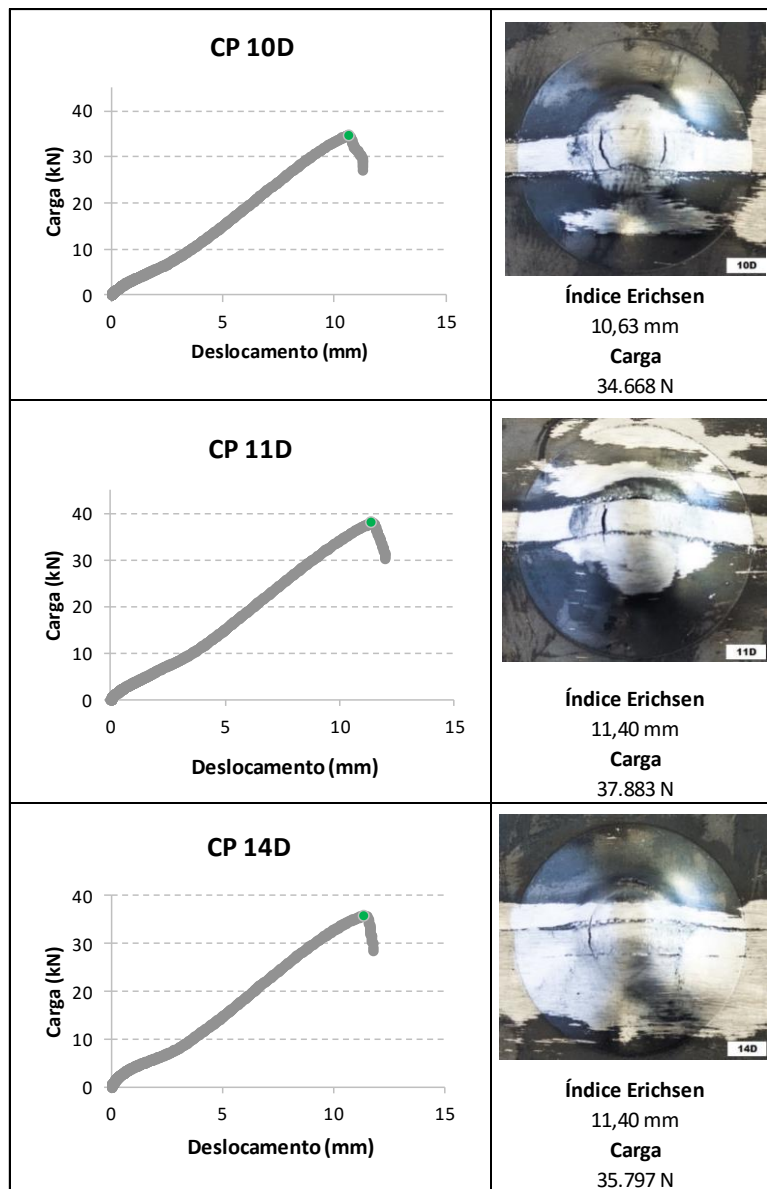 CP 10D
Carga (kN)
40
30
20
10
0
0 5 10 15
Deslocamento (mm)
10D
Índice Erichsen
10,63 mm
Carga
34.668 N
CP 11D
Carga (kN)
40
30
20
10
0
0 5 10 15
Deslocamento (mm)
11D
Índice Erichsen
11,40 mm
Carga
37.883 N
CP 14D
Carga (kN)
40
30
20
10
0
0 5 10 15
Deslocamento (mm)
14D
Índice Erichsen
11,40 mm
Carga
35.797 N